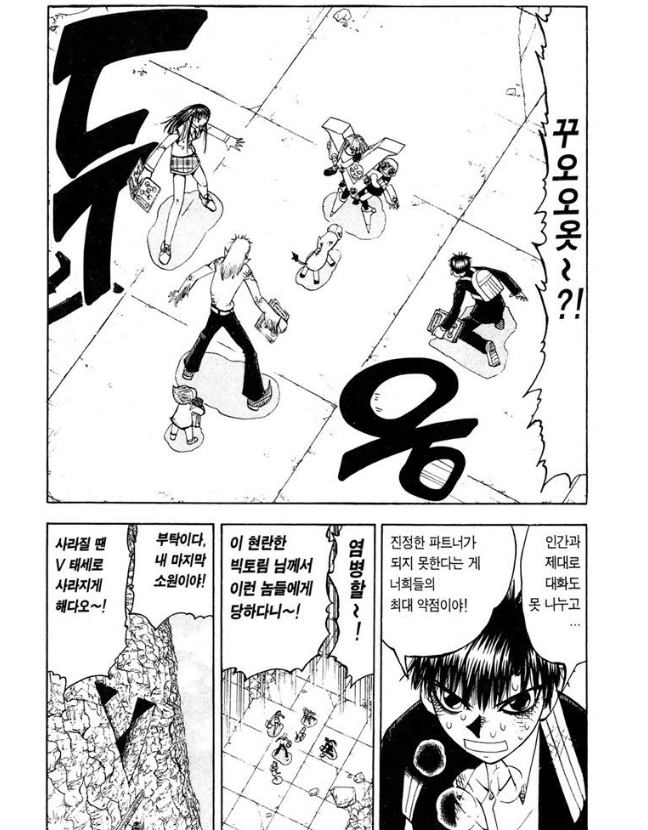 꾸오오옷~?!
인간과
제대로
대화도
못 나누고
...
진정한 파트너가
되지 못한다는 게
너희들의
최대 약점이야!
염병할~!
이 현란한
빅토림 님께서
이런 놈들에게
당하다니~!
부탁이다,
내 마지막
소원이야!
사라질 땐
V 태세로
사라지게
해다오~!